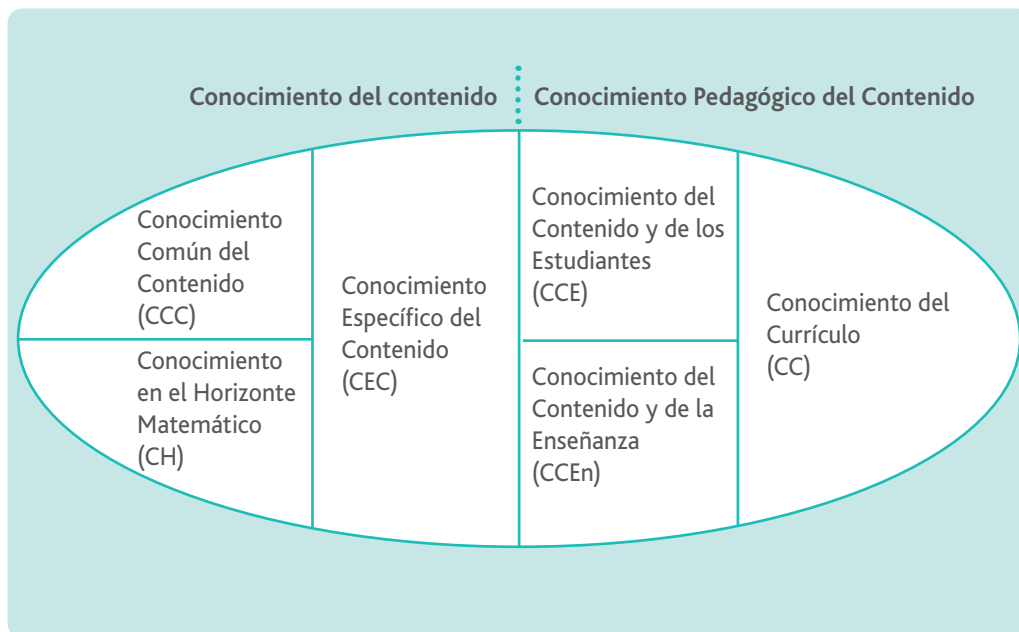 Conocimiento del contenido
Conocimiento Pedagógico del Contenido
Conocimiento
Común del
Contenido
(CCC)
Conocimiento
en el Horizonte
Matemático
(CH)
Conocimiento
Específico del
Contenido
(CEC)
Conocimiento del
Contenido y de los
Estudiantes
(CCE)
Conocimiento del
Contenido y de la
Enseñanza
(CCEn)
Conocimiento del
Currículo
(CC)